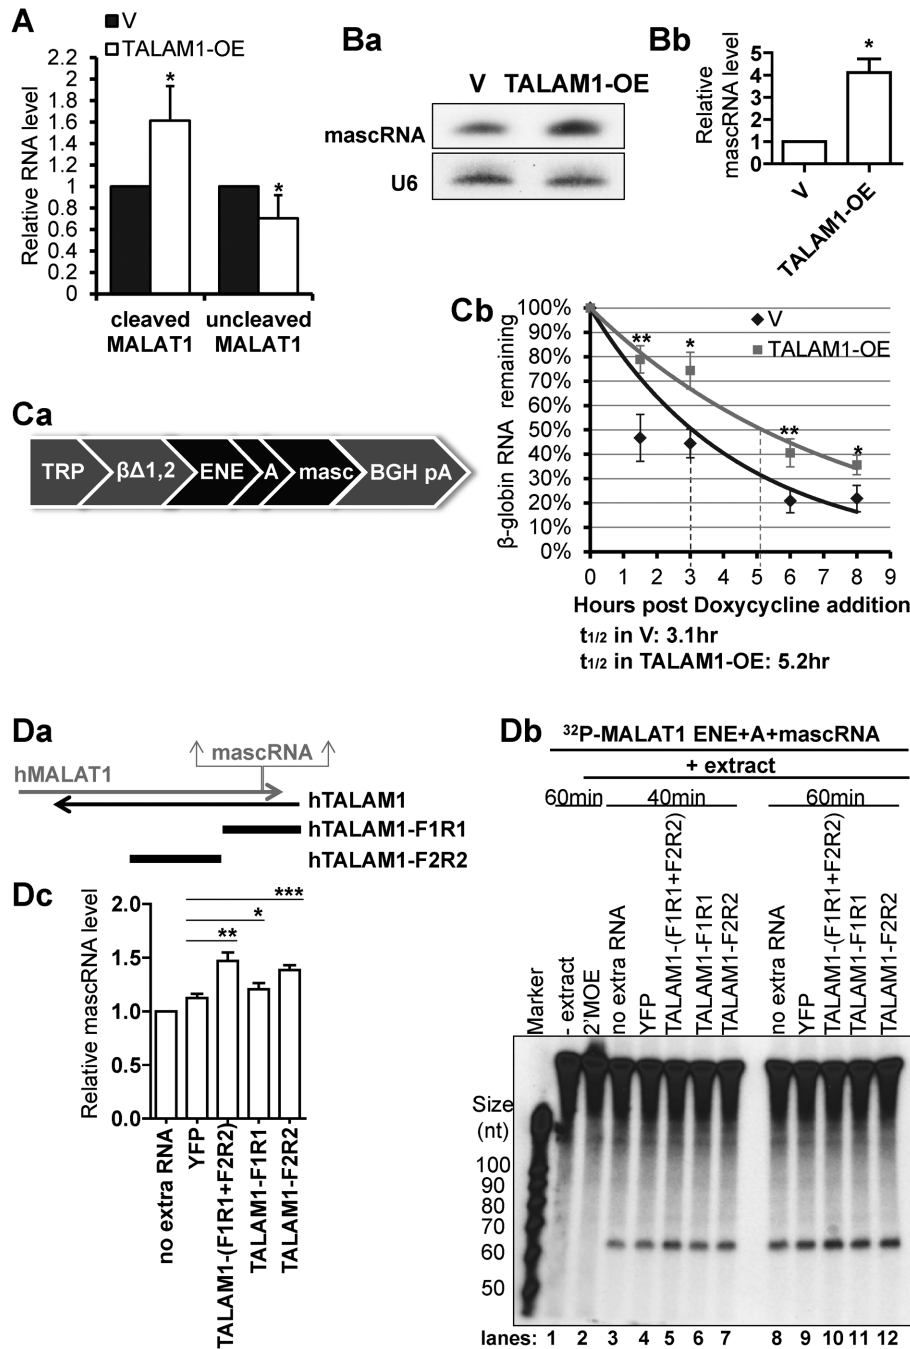 A
V
TALAM1-OE
Relative RNA level
2.2
2
1.8
1.6
1.4
1.2
1
0.8
0.6
0.4
0.2
0
*
*
cleaved MALAT1
uncleaved MALAT1
Ba
V TALAM1-OE
mascRNA
U6
Bb
Relative mascRNA level
5
4
3
2
1
0
*
V
TALAM1-OE
Ca
TRP βΔ1,2 ENE A masc BGH pA
Cb
β-globin RNA remaining
100%
90%
80%
70%
60%
50%
40%
30%
20%
10%
0%
V
TALAM1-OE
** * ** *
0 1 2 3 4 5 6 7 8 9
Hours post Doxycycline addition
t1/2 in V: 3.1hr
t1/2 in TALAM1-OE: 5.2hr
Da
mascRNA
hMALAT1
hTALAM1
hTALAM1-F1R1
hTALAM1-F2R2
Dc
Relative mascRNA level
2.0
1.5
1.0
0.5
0.0
***
*
**
no extra RNA
YFP
TALAM1-(F1R1+F2R2)
TALAM1-F1R1
TALAM1-F2R2
Db
32P-MALAT1 ENE+A+mascRNA
+ extract
60min 40min 60min
Marker
- extract
2'MOE
no extra RNA
YFP
TALAM1-(F1R1+F2R2)
TALAM1-F1R1
TALAM1-F2R2
no extra RNA
YFP
TALAM1-(F1R1+F2R2)
TALAM1-F1R1
TALAM1-F2R2
Size
(nt)
100
90
80
70
60
50
lanes: 1 2 3 4 5 6 7 8 9 10 11 12